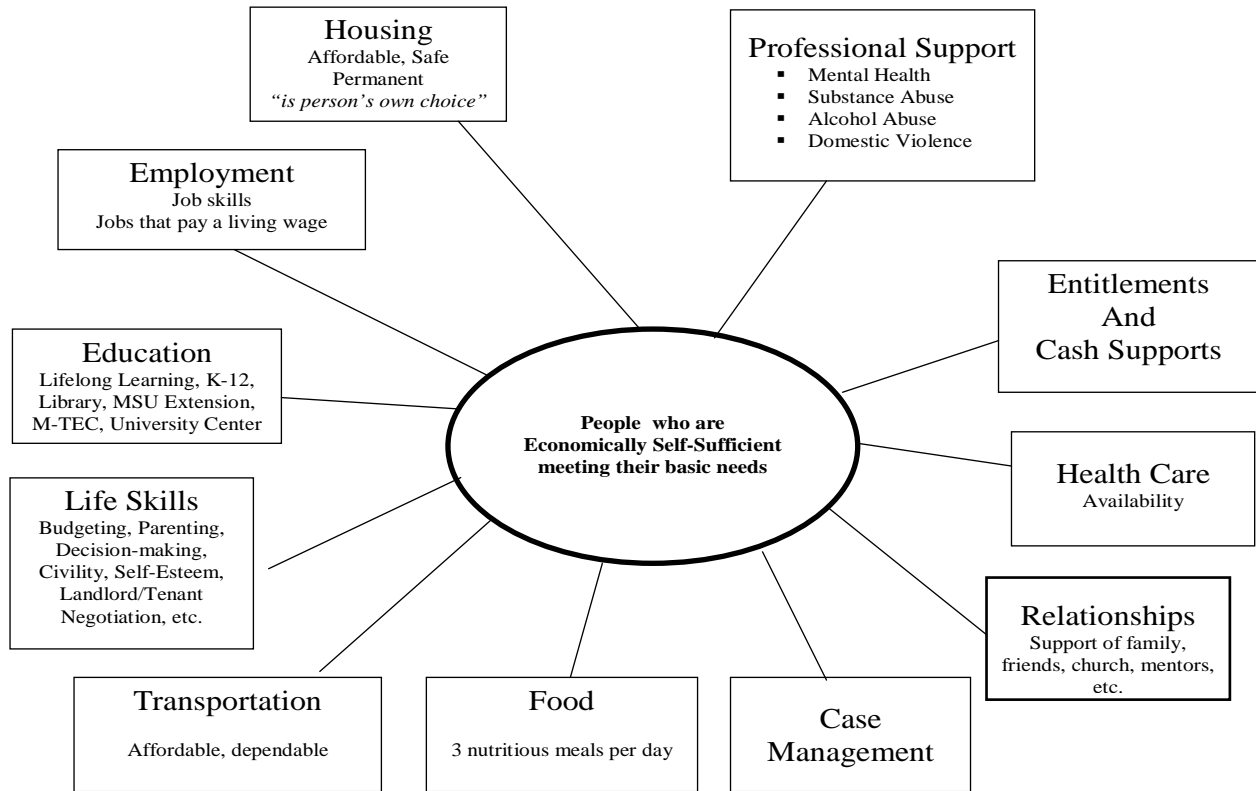 Housing
Affordable, Safe
Permanent
“is person’s own choice”
Professional Support
▪ Mental Health
▪ Substance Abuse
▪ Alcohol Abuse
▪ Domestic Violence
Employment
Job skills
Jobs that pay a living wage
Entitlements
And
Cash Supports
Education
Lifelong Learning, K-12,
Library, MSU Extension,
M-TEC, University Center
People who are
Economically Self-Sufficient
meeting their basic needs
Health Care
Availability
Life Skills
Budgeting, Parenting,
Decision-making,
Civility, Self-Esteem,
Landlord/Tenant
Negotiation, etc.
Relationships
Support of family,
friends, church, mentors,
etc.
Transportation
Affordable, dependable
Food
3 nutritious meals per day
Case
Management